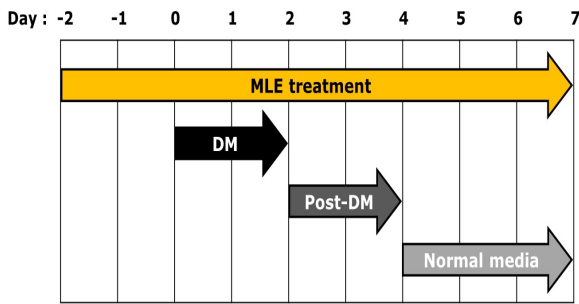 Day : -2 -1 0 1 2 3 4 5 6 7
MLE treatment
DM
Post-DM
Normal media